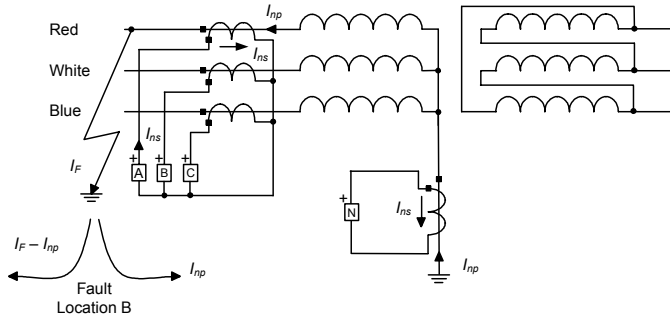 Red
I_np
I_ns
White
Blue
I_ns
+
A
+
B
+
C
I_F
+
N
I_ns
I_np
I_F – I_np
I_np
Fault
Location B